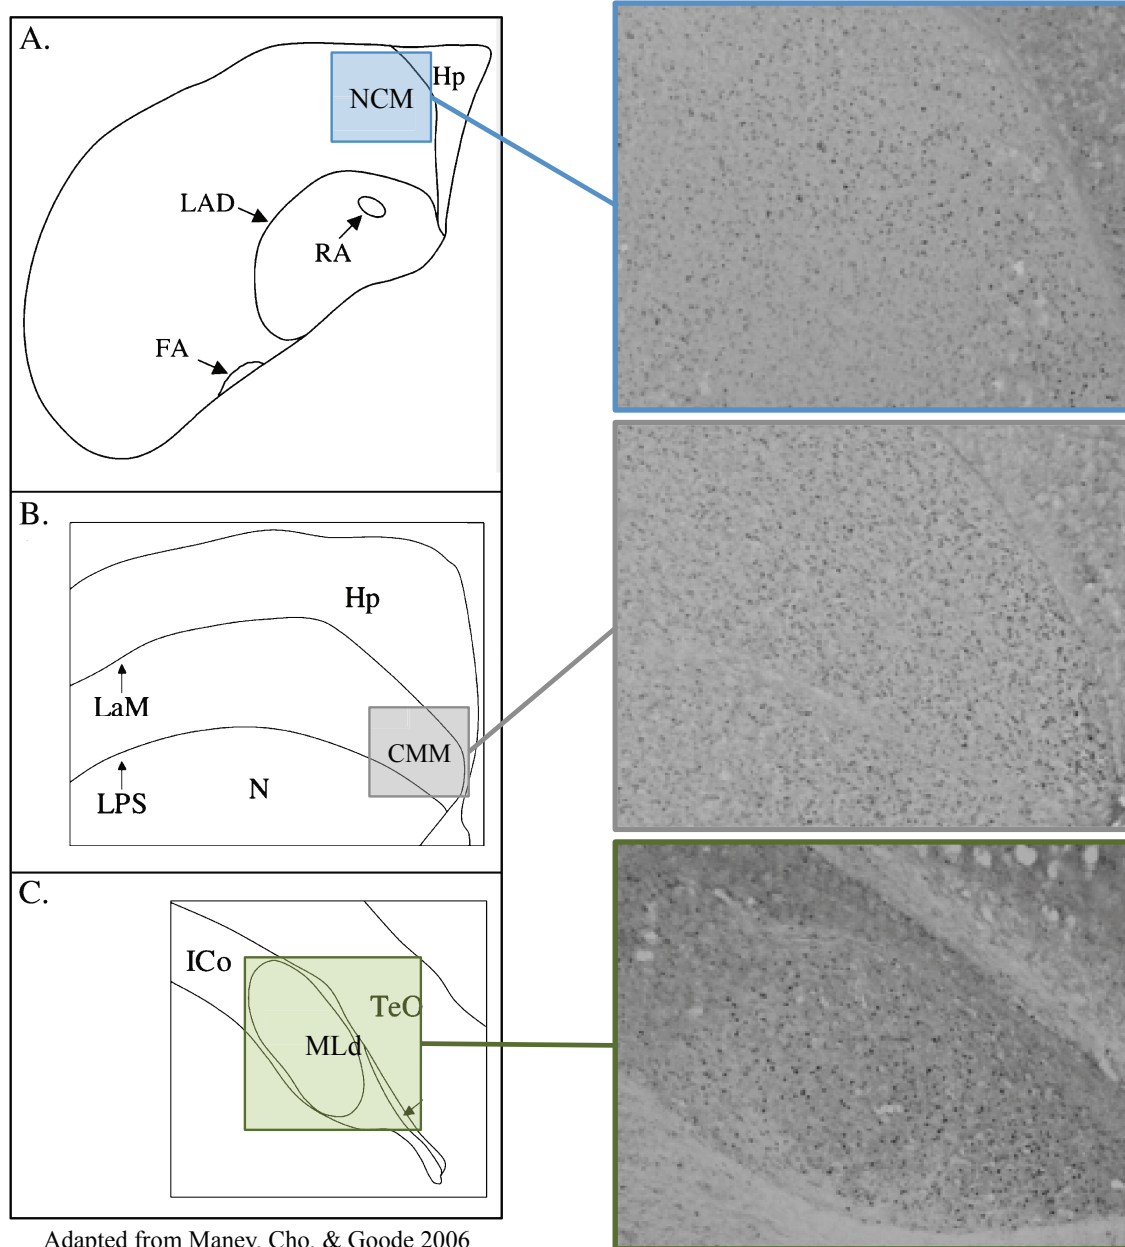 A.
Hp
NCM
LAD
RA
FA
B.
Hp
LaM
CMM
LPS
N
C.
ICo
TeO
MLd
Adapted from Maney, Cho, & Goode 2006